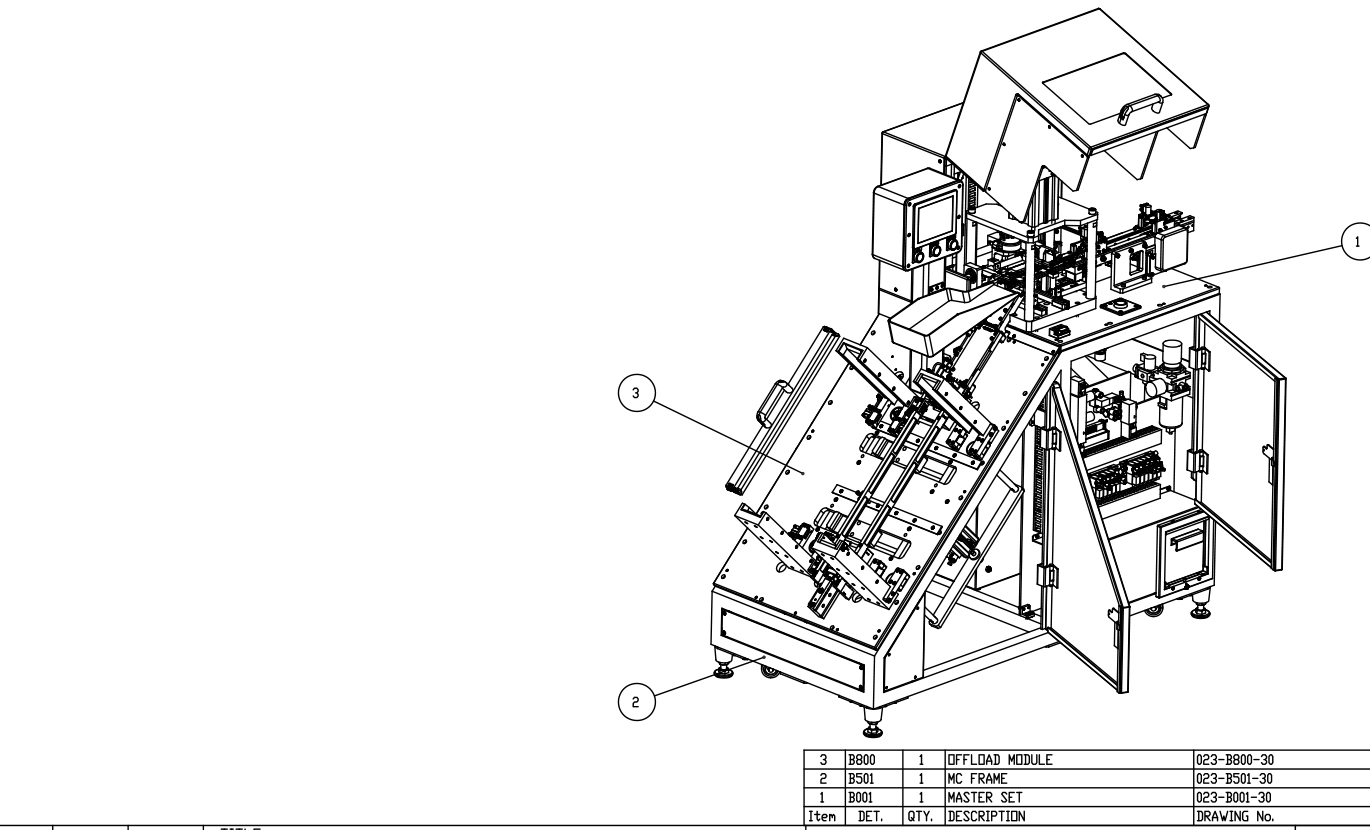 1
3
2
3 B800 1 OFFLOAD MODULE 023-B800-30
2 B501 1 MC FRAME 023-B501-30
1 B001 1 MASTER SET 023-B001-30
Item DET. QTY. DESCRIPTION DRAWING No.
TITLE